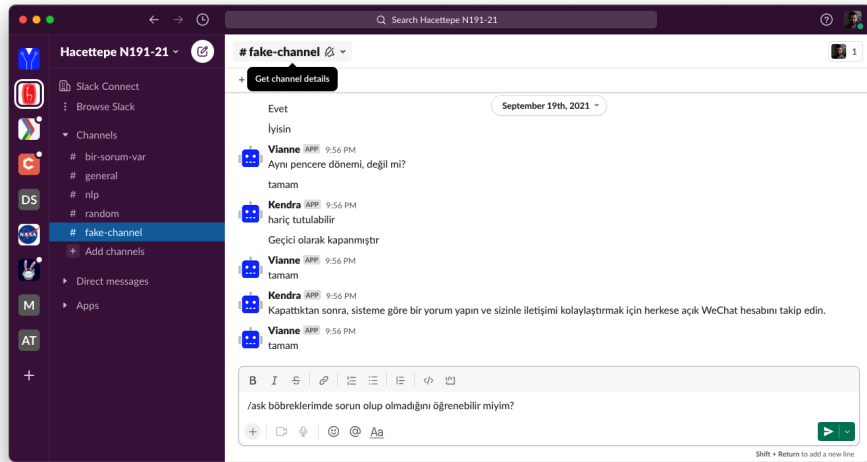 Search Hacettepe N191-21
Hacettepe N191-21
Slack Connect
Browse Slack
Channels
# bir-sorum-var
# general
# nlp
# random
# fake-channel
+ Add channels
Direct messages
Apps
C
DS
NASA
M
AT
+
# fake-channel
1
+
Get channel details
September 19th, 2021
Evet
İyisin
Vianne APP 9:56 PM
Aynı pencere dönemi, değil mi?
tamam
Kendra APP 9:56 PM
hariç tutulabilir
Geçici olarak kapanmıştır
Vianne APP 9:56 PM
tamam
Kendra APP 9:56 PM
Kapattıktan sonra, sisteme göre bir yorum yapın ve sizinle iletişimi kolaylaştırmak için herkese açık WeChat hesabını takip edin.
Vianne APP 9:56 PM
tamam
B I S
/ask böbreklerimde sorun olup olmadığını öğrenebilir miyim?
+ @ Aa
Shift + Return to add a new line